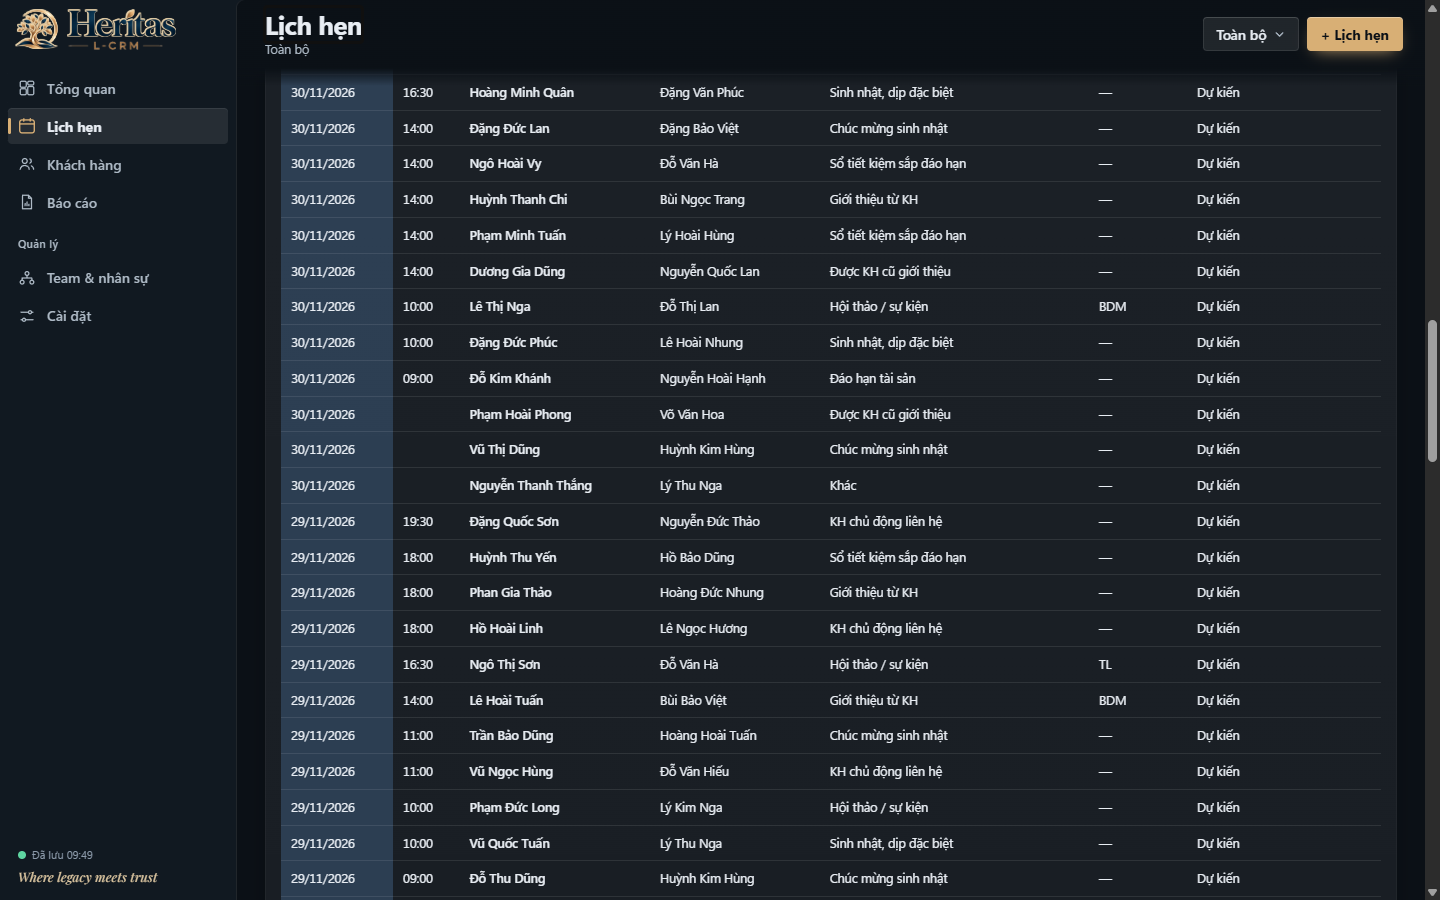 Heritas
L-CRM
Tổng quan
Lịch hẹn
Khách hàng
Báo cáo
Quản lý
Team & nhân sự
Cài đặt
Đã lưu 09:49
Where legacy meets trust
Lịch hẹn
Toàn bộ
Toàn bộ
+ Lịch hẹn
30/11/2026 16:30 Hoàng Minh Quân Đặng Văn Phúc Sinh nhật, dịp đặc biệt — Dự kiến
30/11/2026 14:00 Đặng Đức Lan Đặng Bảo Việt Chúc mừng sinh nhật — Dự kiến
30/11/2026 14:00 Ngô Hoài Vy Đỗ Văn Hà Sổ tiết kiệm sắp đáo hạn — Dự kiến
30/11/2026 14:00 Huỳnh Thanh Chi Bùi Ngọc Trang Giới thiệu từ KH — Dự kiến
30/11/2026 14:00 Phạm Minh Tuấn Lý Hoài Hùng Sổ tiết kiệm sắp đáo hạn — Dự kiến
30/11/2026 14:00 Dương Gia Dũng Nguyễn Quốc Lan Được KH cũ giới thiệu — Dự kiến
30/11/2026 10:00 Lê Thị Nga Đỗ Thị Lan Hội thảo / sự kiện BDM Dự kiến
30/11/2026 10:00 Đặng Đức Phúc Lê Hoài Nhung Sinh nhật, dịp đặc biệt — Dự kiến
30/11/2026 09:00 Đỗ Kim Khánh Nguyễn Hoài Hạnh Đáo hạn tài sản — Dự kiến
30/11/2026 Phạm Hoài Phong Võ Văn Hoa Được KH cũ giới thiệu — Dự kiến
30/11/2026 Vũ Thị Dũng Huỳnh Kim Hùng Chúc mừng sinh nhật — Dự kiến
30/11/2026 Nguyễn Thanh Thắng Lý Thu Nga Khác — Dự kiến
29/11/2026 19:30 Đặng Quốc Sơn Nguyễn Đức Thảo KH chủ động liên hệ — Dự kiến
29/11/2026 18:00 Huỳnh Thu Yến Hồ Bảo Dũng Sổ tiết kiệm sắp đáo hạn — Dự kiến
29/11/2026 18:00 Phan Gia Thảo Hoàng Đức Nhung Giới thiệu từ KH — Dự kiến
29/11/2026 18:00 Hồ Hoài Linh Lê Ngọc Hương KH chủ động liên hệ — Dự kiến
29/11/2026 16:30 Ngô Thị Sơn Đỗ Văn Hà Hội thảo / sự kiện TL Dự kiến
29/11/2026 14:00 Lê Hoài Tuấn Bùi Bảo Việt Giới thiệu từ KH BDM Dự kiến
29/11/2026 11:00 Trần Bảo Dũng Hoàng Hoài Tuấn Chúc mừng sinh nhật — Dự kiến
29/11/2026 11:00 Vũ Ngọc Hùng Đỗ Văn Hiếu KH chủ động liên hệ — Dự kiến
29/11/2026 10:00 Phạm Đức Long Lý Kim Nga Hội thảo / sự kiện — Dự kiến
29/11/2026 10:00 Vũ Quốc Tuấn Lý Thu Nga Sinh nhật, dịp đặc biệt — Dự kiến
29/11/2026 09:00 Đỗ Thu Dũng Huỳnh Kim Hùng Chúc mừng sinh nhật — Dự kiến